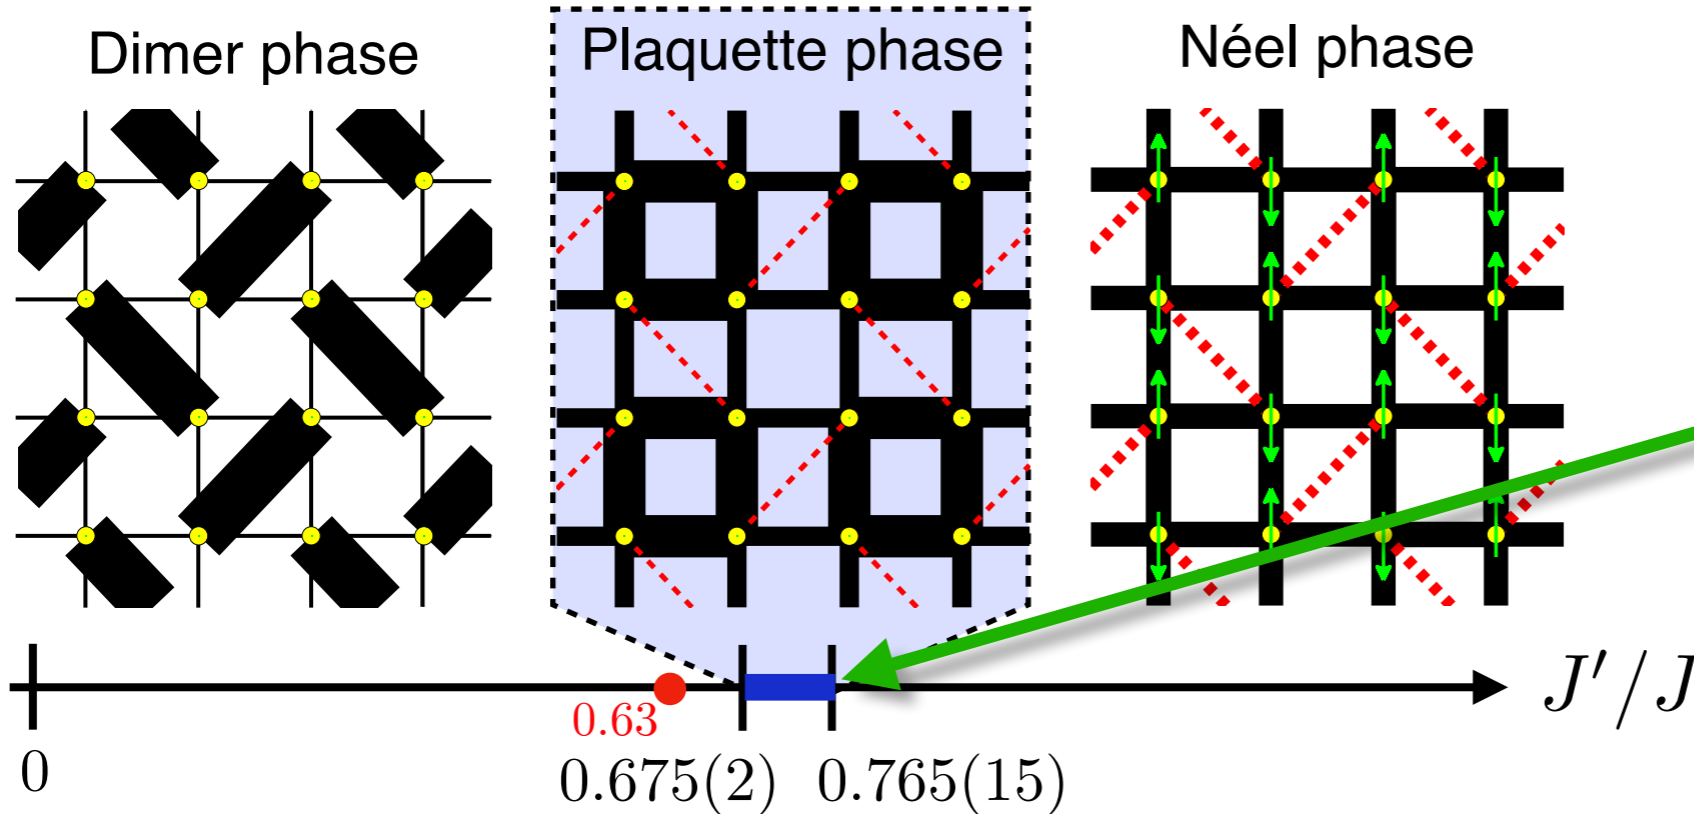 Dimer phase
Plaquette phase
Néel phase
J′/J
0.63
0
0.675(2)
0.765(15)